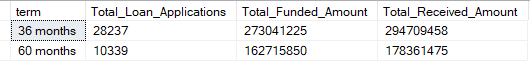 term Total_Loan_Applications Total_Funded_Amount Total_Received_Amount
36 months 28237 273041225 294709458
60 months 10339 162715850 178361475